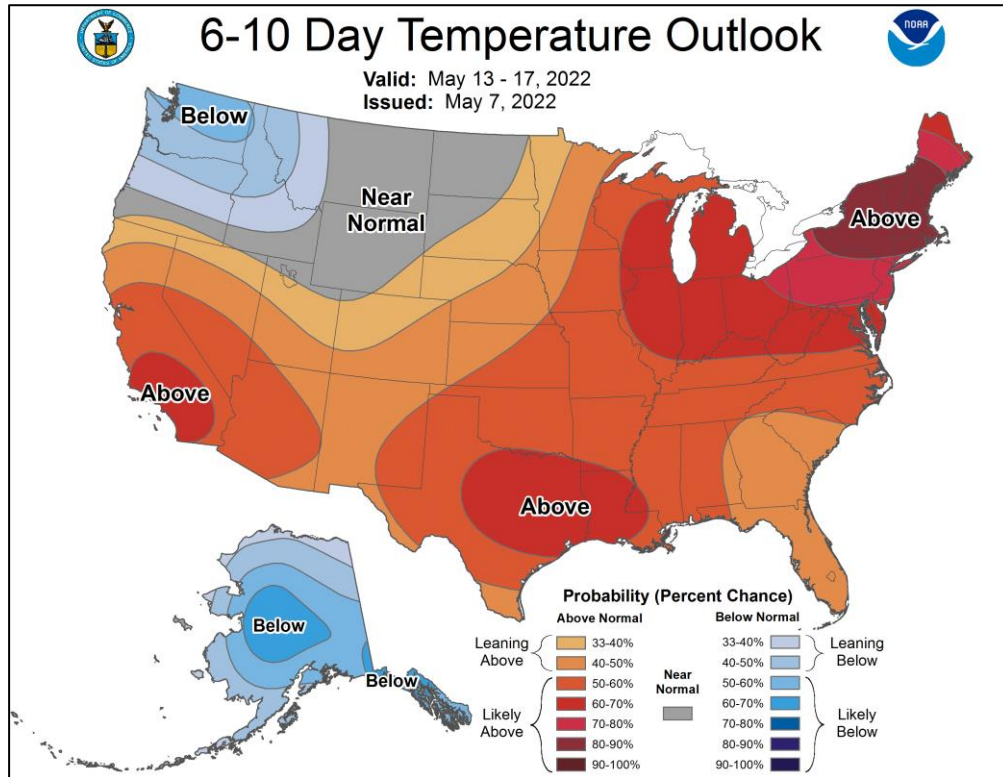 6-10 Day Temperature Outlook
Valid: May 13 - 17, 2022
Issued: May 7, 2022
NOAA
Below
Near
Normal
Above
Above
Above
Below
Below
Probability (Percent Chance)
Above Normal
Below Normal
Leaning
Above
33-40%
40-50%
Likely
Above
50-60%
60-70%
70-80%
80-90%
90-100%
Near
Normal
33-40%
40-50%
Leaning
Below
50-60%
60-70%
70-80%
80-90%
90-100%
Likely
Below